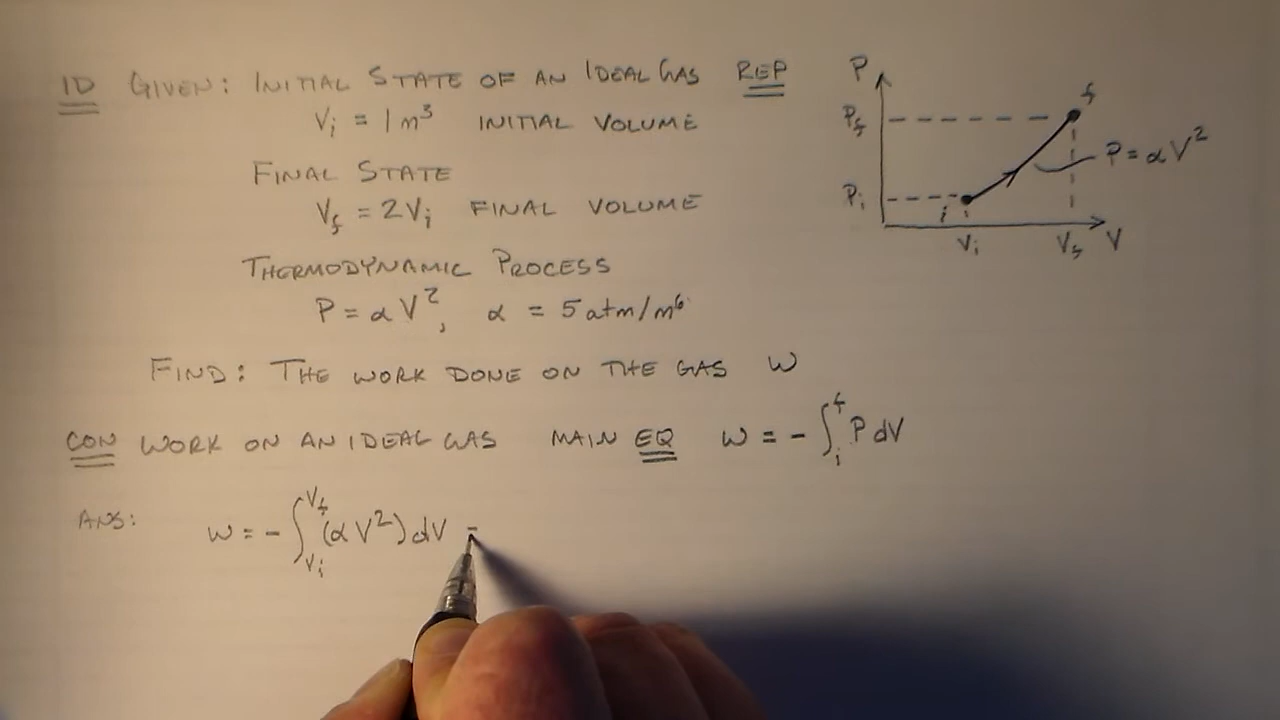 ID GIVEN: INITIAL STATE OF AN IDEAL GAS REP
Vi = 1 m³ INITIAL VOLUME
FINAL STATE
Vf = 2Vi FINAL VOLUME
THERMODYNAMIC PROCESS
P = αV², α = 5 atm/m⁶
FIND: THE WORK DONE ON THE GAS W
CON WORK ON AN IDEAL GAS MAIN EQ W = -∫ᵢᶠ P dV
ANS: W = -∫_{Vi}^{Vf} (αV²) dV =
P
f
Pf
P = αV²
Pi
i
Vi Vf V